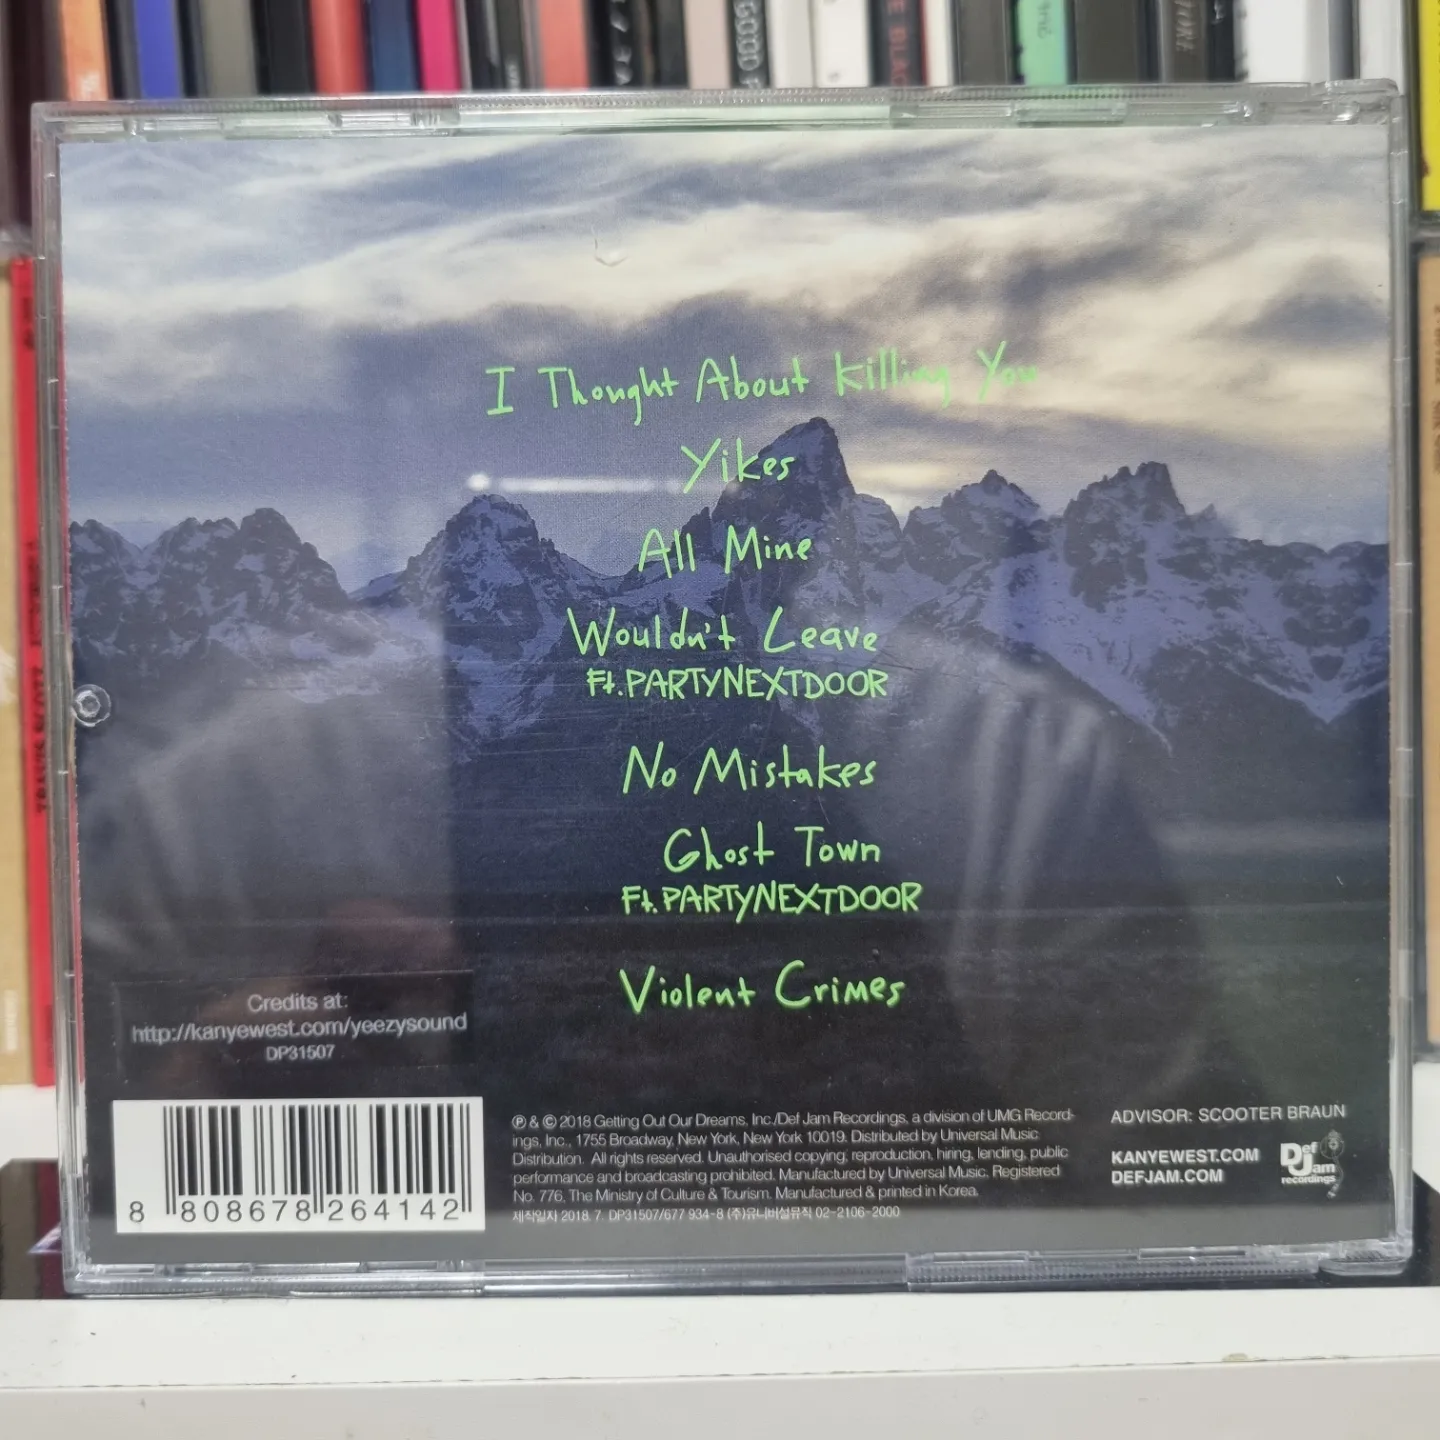 GOOD
E BLA
TRAVIS SCOTT
I Thought About Killing You
Yikes
All Mine
Wouldn't Leave
Ft. PARTYNEXTDOOR
No Mistakes
Ghost Town
Ft. PARTYNEXTDOOR
Violent Crimes
Credits at:
http://kanyewest.com/yeezysound
DP31507
8 808678 264142
℗ & © 2018 Getting Out Our Dreams, Inc./Def Jam Recordings, a division of UMG Record-
ings, Inc., 1755 Broadway, New York, New York 10019. Distributed by Universal Music
Distribution. All rights reserved. Unauthorised copying, reproduction, hiring, lending, public
performance and broadcasting prohibited. Manufactured by Universal Music. Registered
No. 776, The Ministry of Culture & Tourism. Manufactured & printed in Korea.
제작일자 2018. 7. DP31507/677 934-8 (주)유니버설뮤직 02-2106-2000
ADVISOR: SCOOTER BRAUN
KANYEWEST.COM
DEFJAM.COM
Def
Jam
recordings